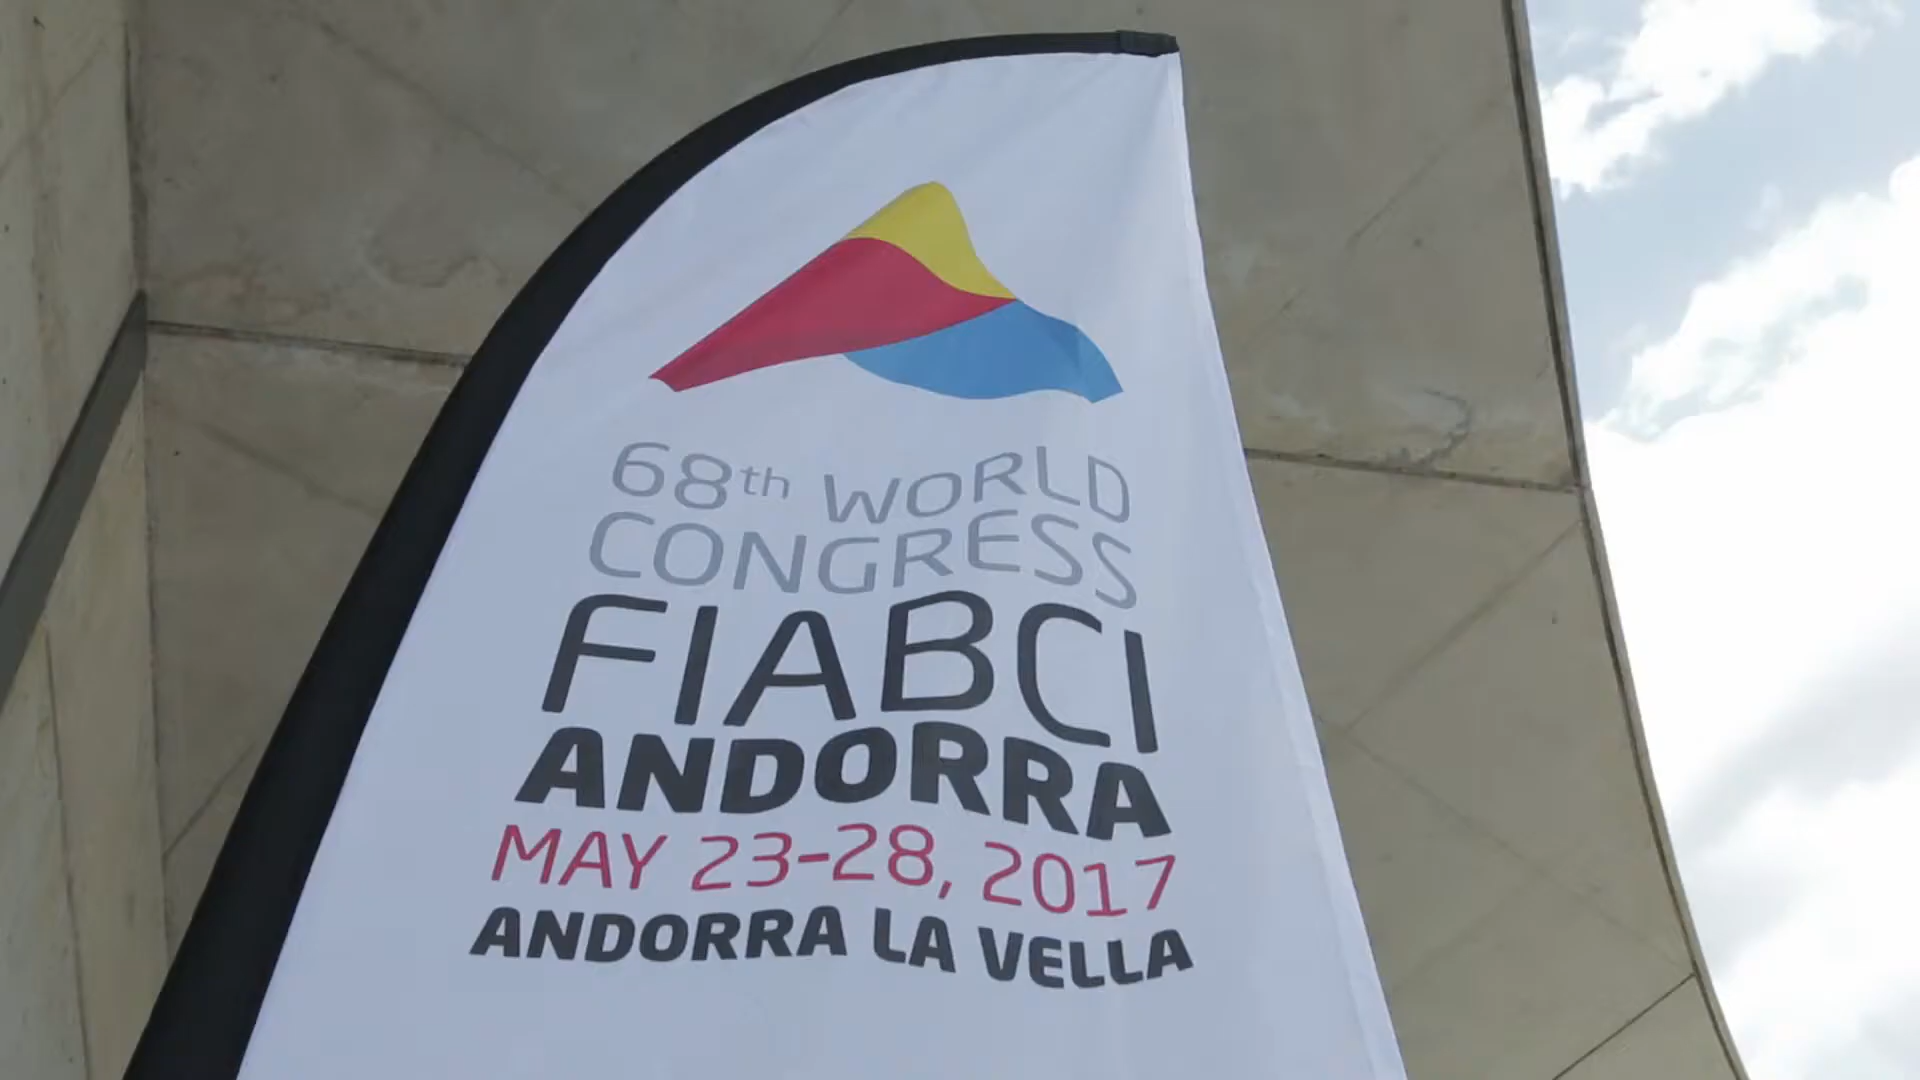 68th WORLD
CONGRESS
FIABCI
ANDORRA
MAY 23-28, 2017
ANDORRA LA VELLA